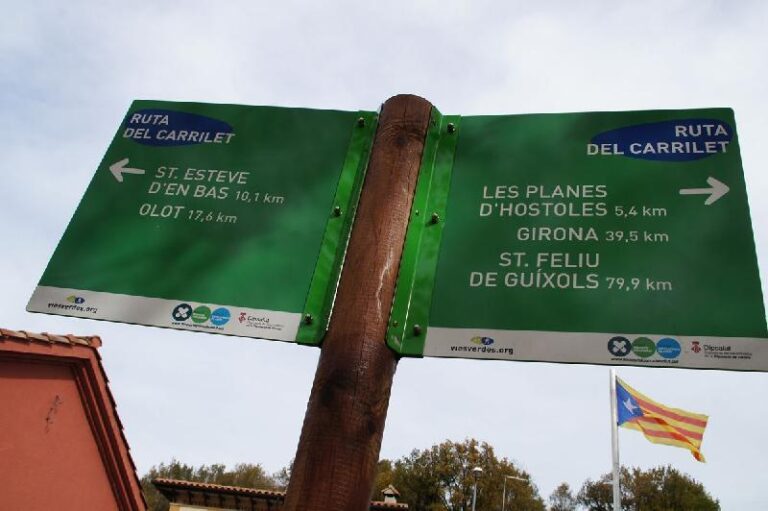 RUTA
DEL CARRILET
ST. ESTEVE
D'EN BAS 10,1 km
OLOT 17,6 km
viesverdes.org
RUTA
DEL CARRILET
LES PLANES
D'HOSTOLES 5,4 km
GIRONA 39,5 km
ST. FELIU
DE GUÍXOLS 79,9 km
viesverdes.org